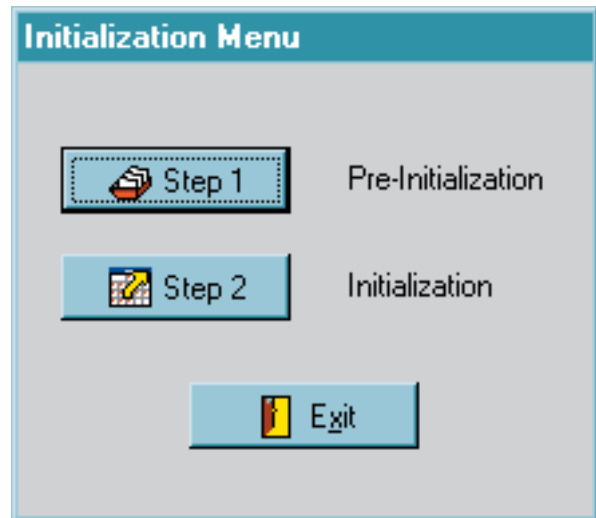 Initialization Menu
Step 1 Pre-Initialization
Step 2 Initialization
Exit